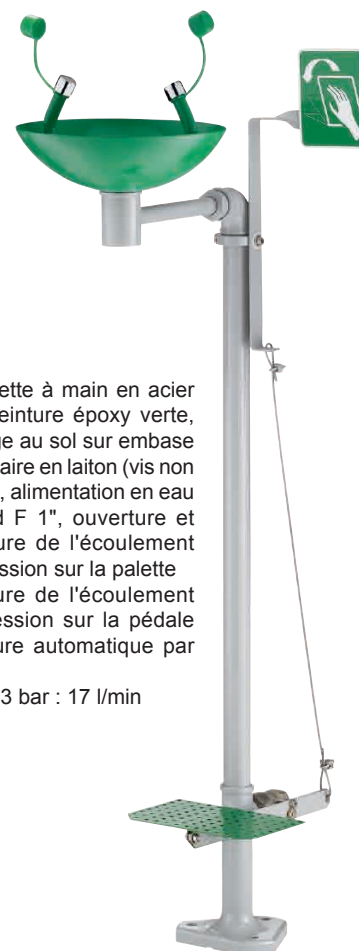 ette à main en acier
einture époxy verte,
ge au sol sur embase
aire en laiton (vis non
, alimentation en eau
d F 1", ouverture et
ure de l'écoulement
ssion sur la palette
ure de l'écoulement
ession sur la pédale
ure automatique par
3 bar : 17 l/min